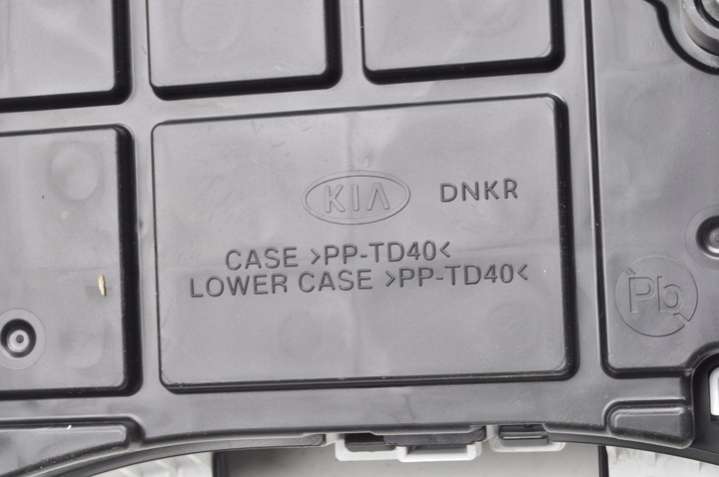 KIA DNKR
CASE >PP-TD40<
LOWER CASE >PP-TD40<
Pb